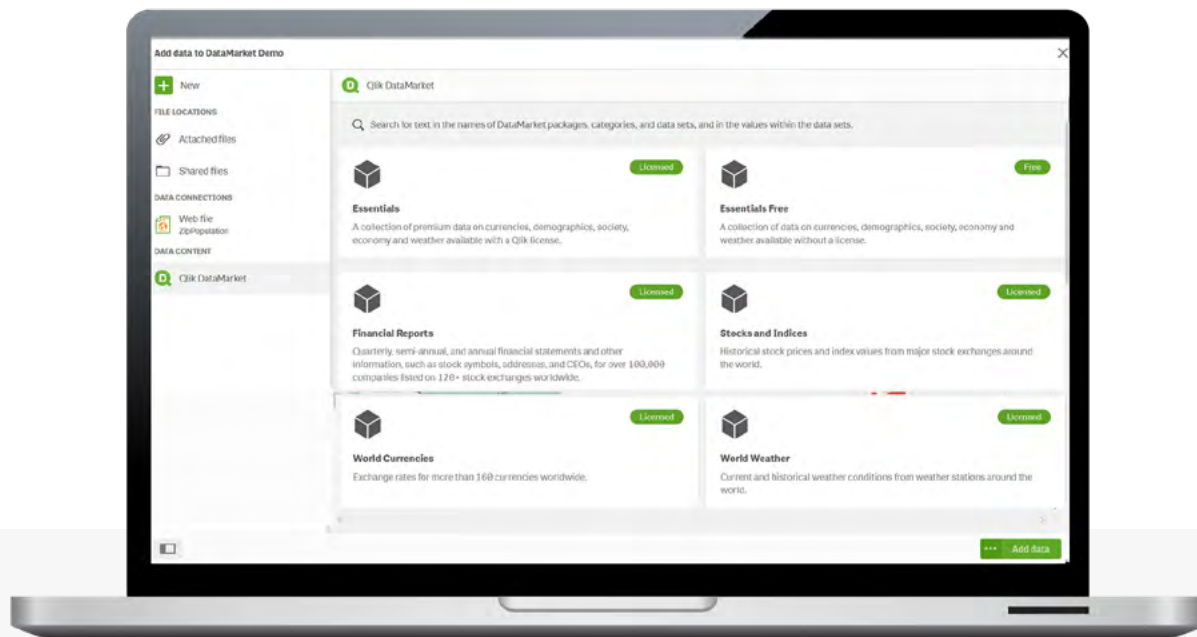 Add data to DataMarket Demo
New
FILE LOCATIONS
Attached files
Shared files
DATA CONNECTIONS
Web file
ZipPopulation
DATA CONTENT
Qlik DataMarket
Qlik DataMarket
Search for text in the names of DataMarket packages, categories, and data sets, and in the values within the data sets.
Licensed
Essentials
A collection of premium data on currencies, demographics, society,
economy and weather available with a Qlik license.
Free
Essentials Free
A collection of data on currencies, demographics, society, economy and
weather available without a license.
Licensed
Financial Reports
Quarterly, semi-annual, and annual financial statements and other
information, such as stock symbols, addresses, and CEOs, for over 100,000
companies listed on 120+ stock exchanges worldwide.
Licensed
Stocks and Indices
Historical stock prices and index values from major stock exchanges around
the world.
Licensed
World Currencies
Exchange rates for more than 160 currencies worldwide.
Licensed
World Weather
Current and historical weather conditions from weather stations around the
world.
Add data